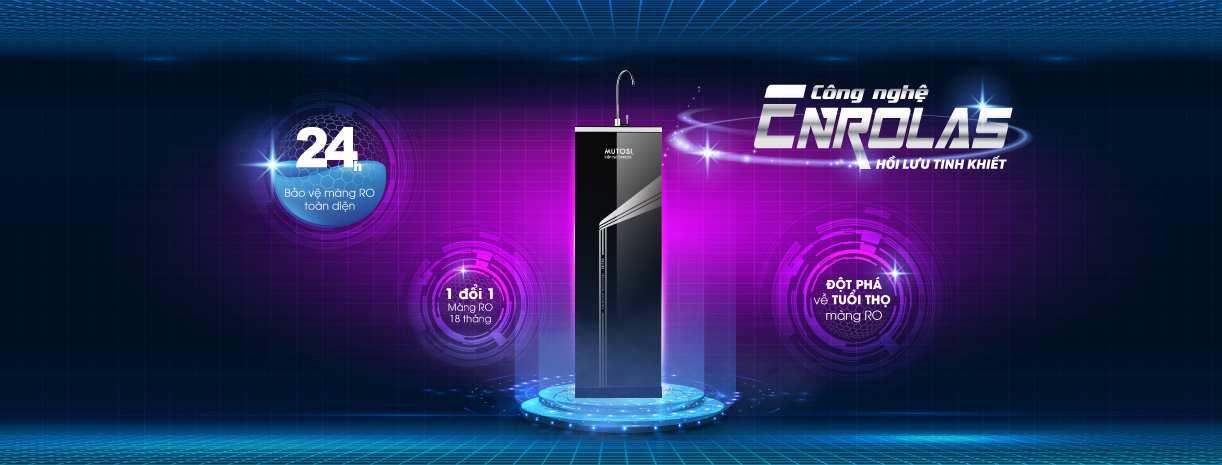 Công nghệ
ENROLAS
HỒI LƯU TINH KHIẾT
MUTOSI
24h
Bảo vệ màng RO
toàn diện
1 đổi 1
Màng RO
18 tháng
ĐỘT PHÁ
về TUỔI THỌ
màng RO